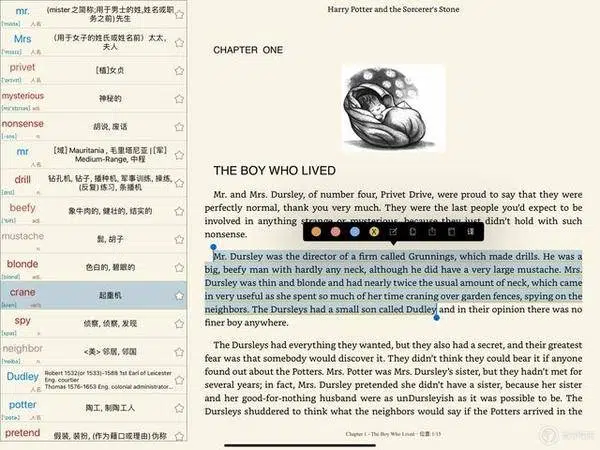 mr.
(mister之简称;用于男士的姓,姓名或职
务之前)先生
人名
Mrs
(用于女子的姓氏或姓名前) 太太,
夫人
人名
privet
[植]女贞
人名
mysterious
神秘的
adj.
nonsense
胡说, 废话
n.
mr
[域] Mauritania , 毛里塔尼亚 | [军]
Medium-Range, 中程
人名
drill
钻孔机, 钻子, 播种机, 军事训练, 操练,
(反复)练习, 条播机
n.
beefy
象牛肉的, 健壮的, 结实的
adj.
mustache
髭, 胡子
n.
blonde
色白的, 碧眼的
adj.
crane
起重机
n.
spy
侦察, 侦察, 发现
neighbor
<美> 邻居, 邻国
n.
Dudley
Robert 1532(or 1533)-1588 1st Earl of Leicester
Eng. courtier
Thomas 1576-1653 Eng. colonial administrator...
人名
potter
陶工, 制陶工人
人名
pretend
假装, 装扮, (作为藉口或理由) 伪称
Harry Potter and the Sorcerer's Stone
CHAPTER ONE
THE BOY WHO LIVED
Mr. and Mrs. Dursley, of number four, Privet Drive, were proud to say that they were
perfectly normal, thank you very much. They were the last people you'd expect to be
involved in anything strange or mysterious, because they just didn't hold with such
nonsense.
Mr. Dursley was the director of a firm called Grunnings, which made drills. He was a
big, beefy man with hardly any neck, although he did have a very large mustache. Mrs.
Dursley was thin and blonde and had nearly twice the usual amount of neck, which came
in very useful as she spent so much of her time craning over garden fences, spying on the
neighbors. The Dursleys had a small son called Dudley and in their opinion there was no
finer boy anywhere.
The Dursleys had everything they wanted, but they also had a secret, and their greatest
fear was that somebody would discover it. They didn't think they could bear it if anyone
found out about the Potters. Mrs. Potter was Mrs. Dursley's sister, but they hadn't met for
several years; in fact, Mrs. Dursley pretended she didn't have a sister, because her sister
and her good-for-nothing husband were as unDursleyish as it was possible to be. The
Dursleys shuddered to think what the neighbors would say if the Potters arrived in the
Chapter 1 - The Boy Who Lived - 位置: 1/15